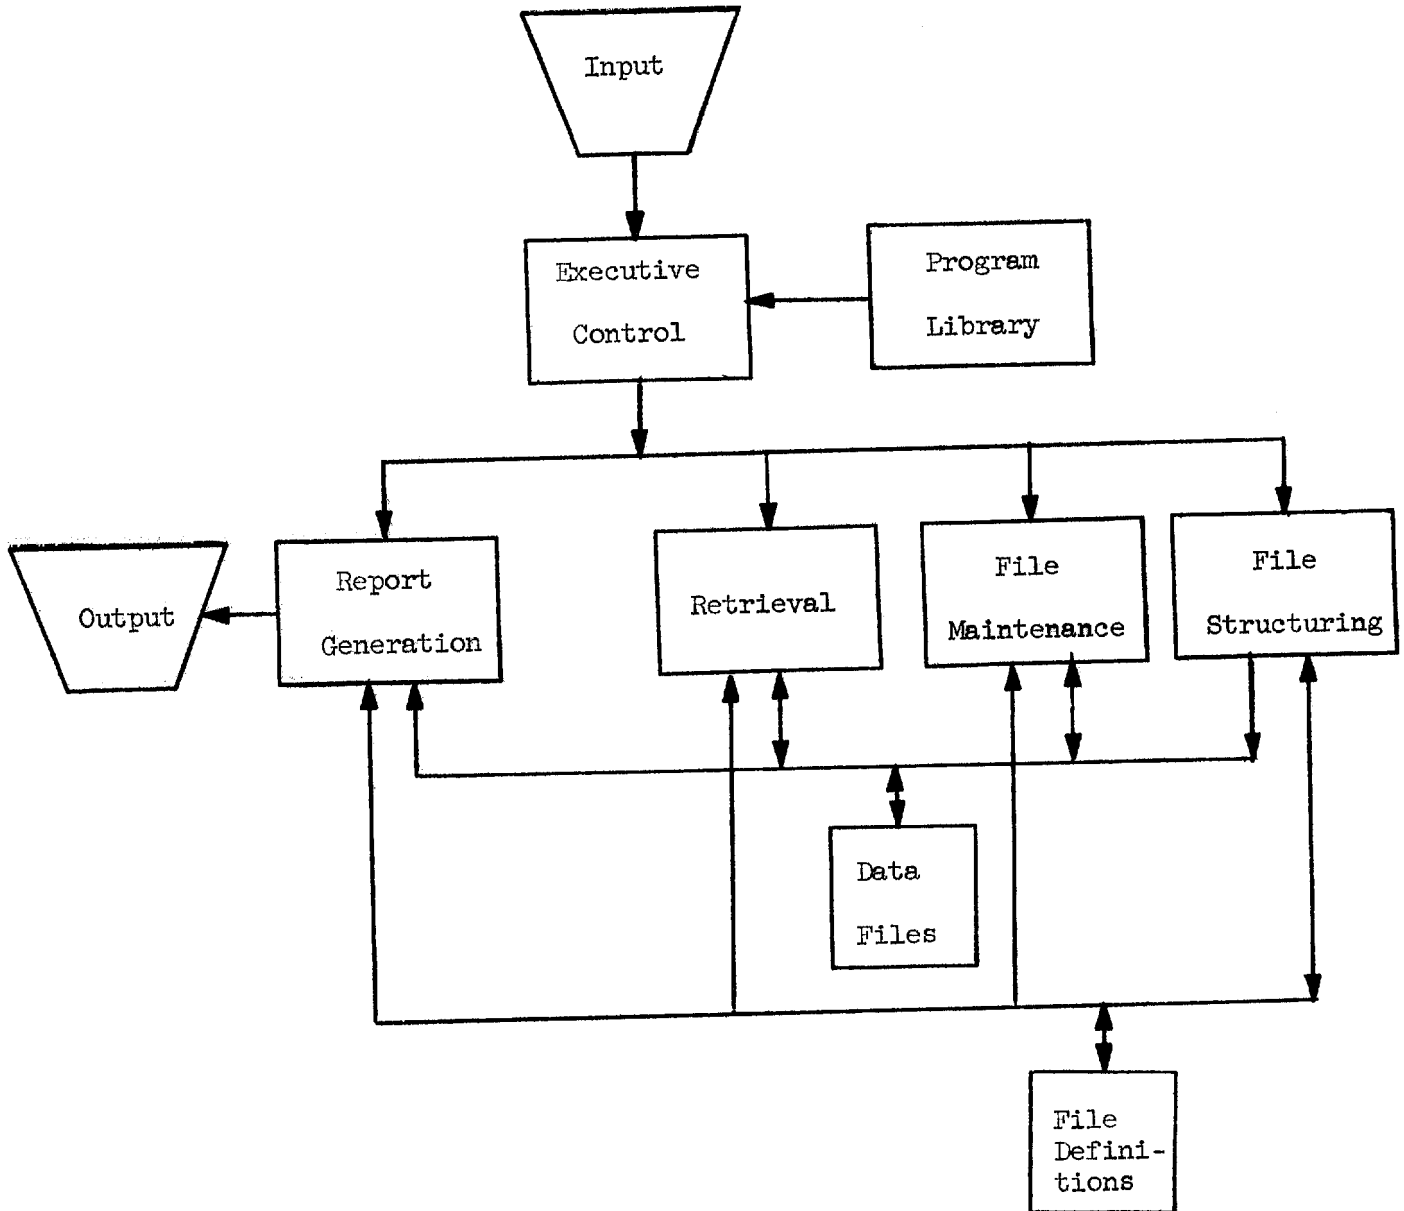 Input
Executive
Control
Program
Library
Output
Report
Generation
Retrieval
File
Maintenance
File
Structuring
Data
Files
File
Defini-
tions